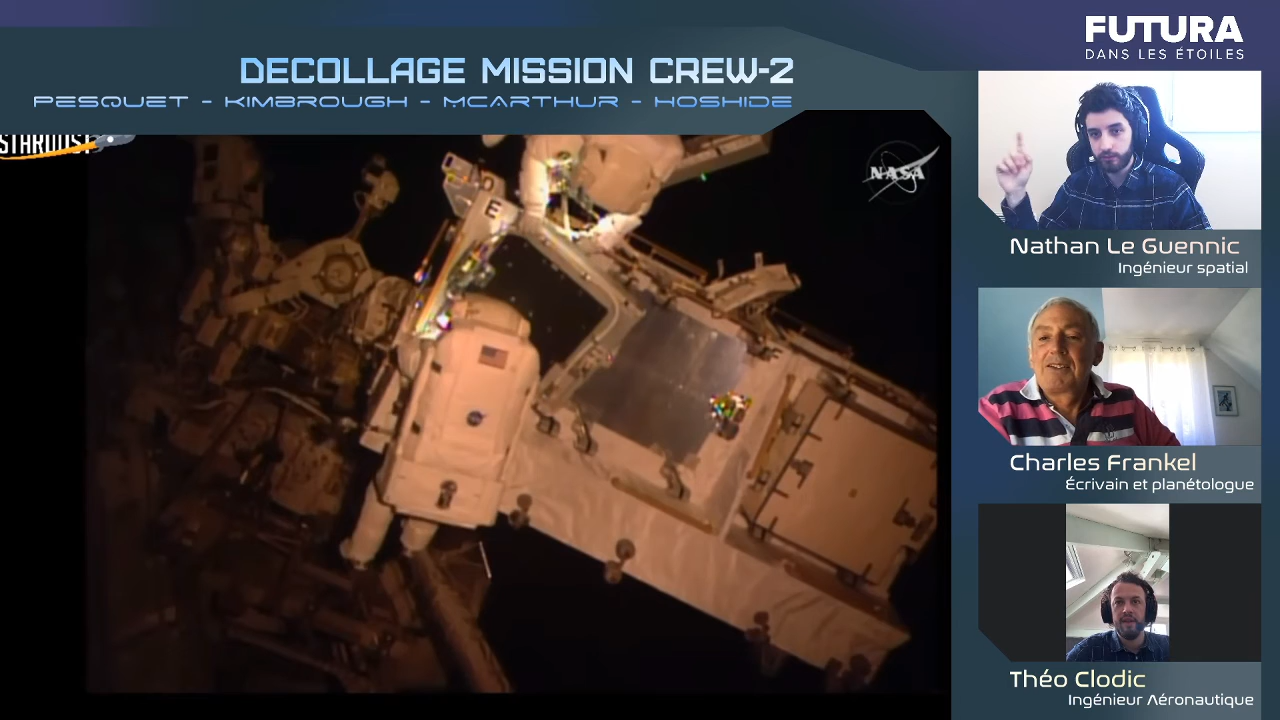 FUTURA
DANS LES ÉTOILES
DECOLLAGE MISSION CREW-2
PESQUET - KIMBROUGH - MCARTHUR - HOSHIDE
STARDUST
NASA
E
Nathan Le Guennic
Ingénieur spatial
Charles Frankel
Écrivain et planétologue
Théo Clodic
Ingénieur Aéronautique